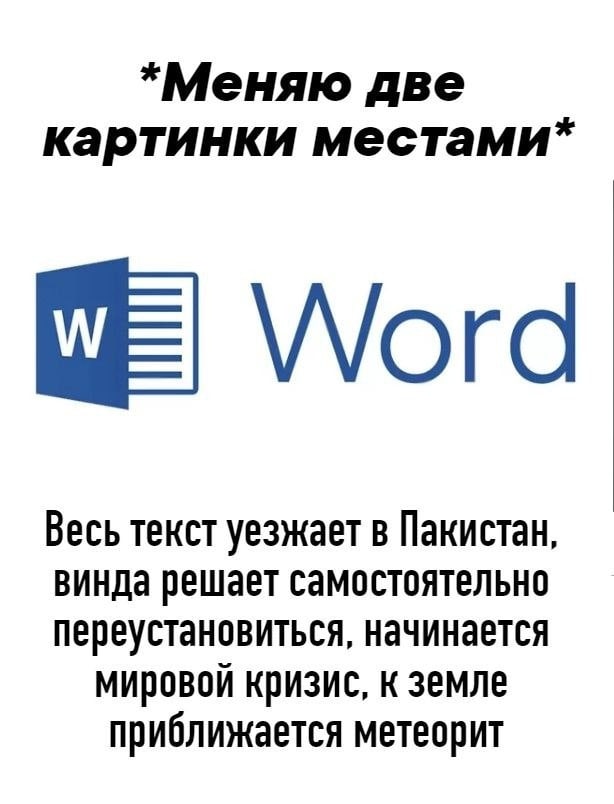 *Меняю две
картинки местами*
W Word
Весь текст уезжает в Пакистан,
винда решает самостоятельно
переустановиться, начинается
мировой кризис, к земле
приближается метеорит